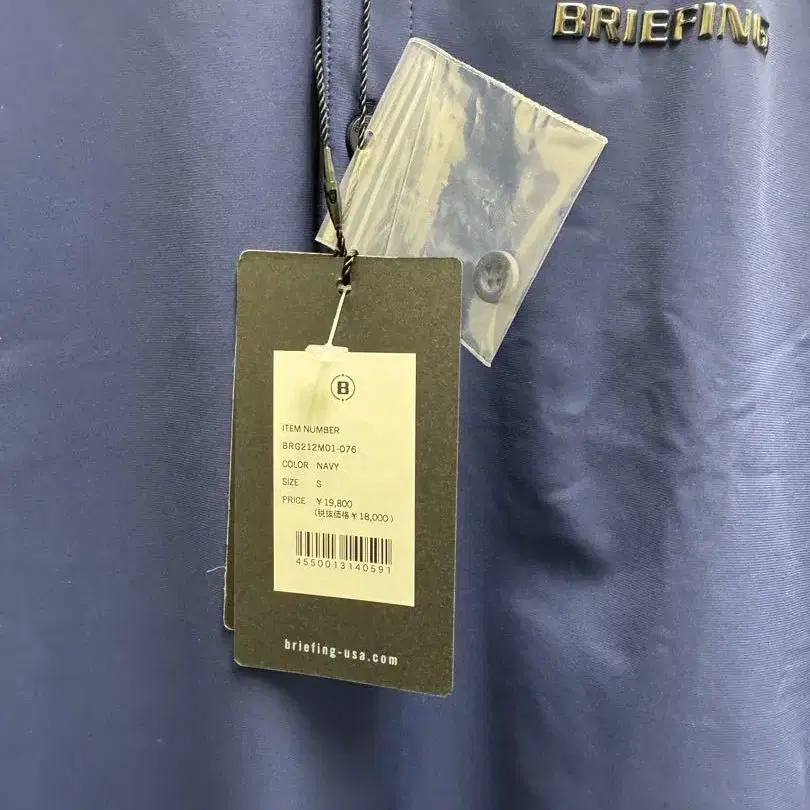 BRIEFING
B
ITEM NUMBER
BRG212M01-076
COLOR NAVY
SIZE S
PRICE ￥19,800
(税抜価格￥18,000)
4550013140591
briefing-usa.com